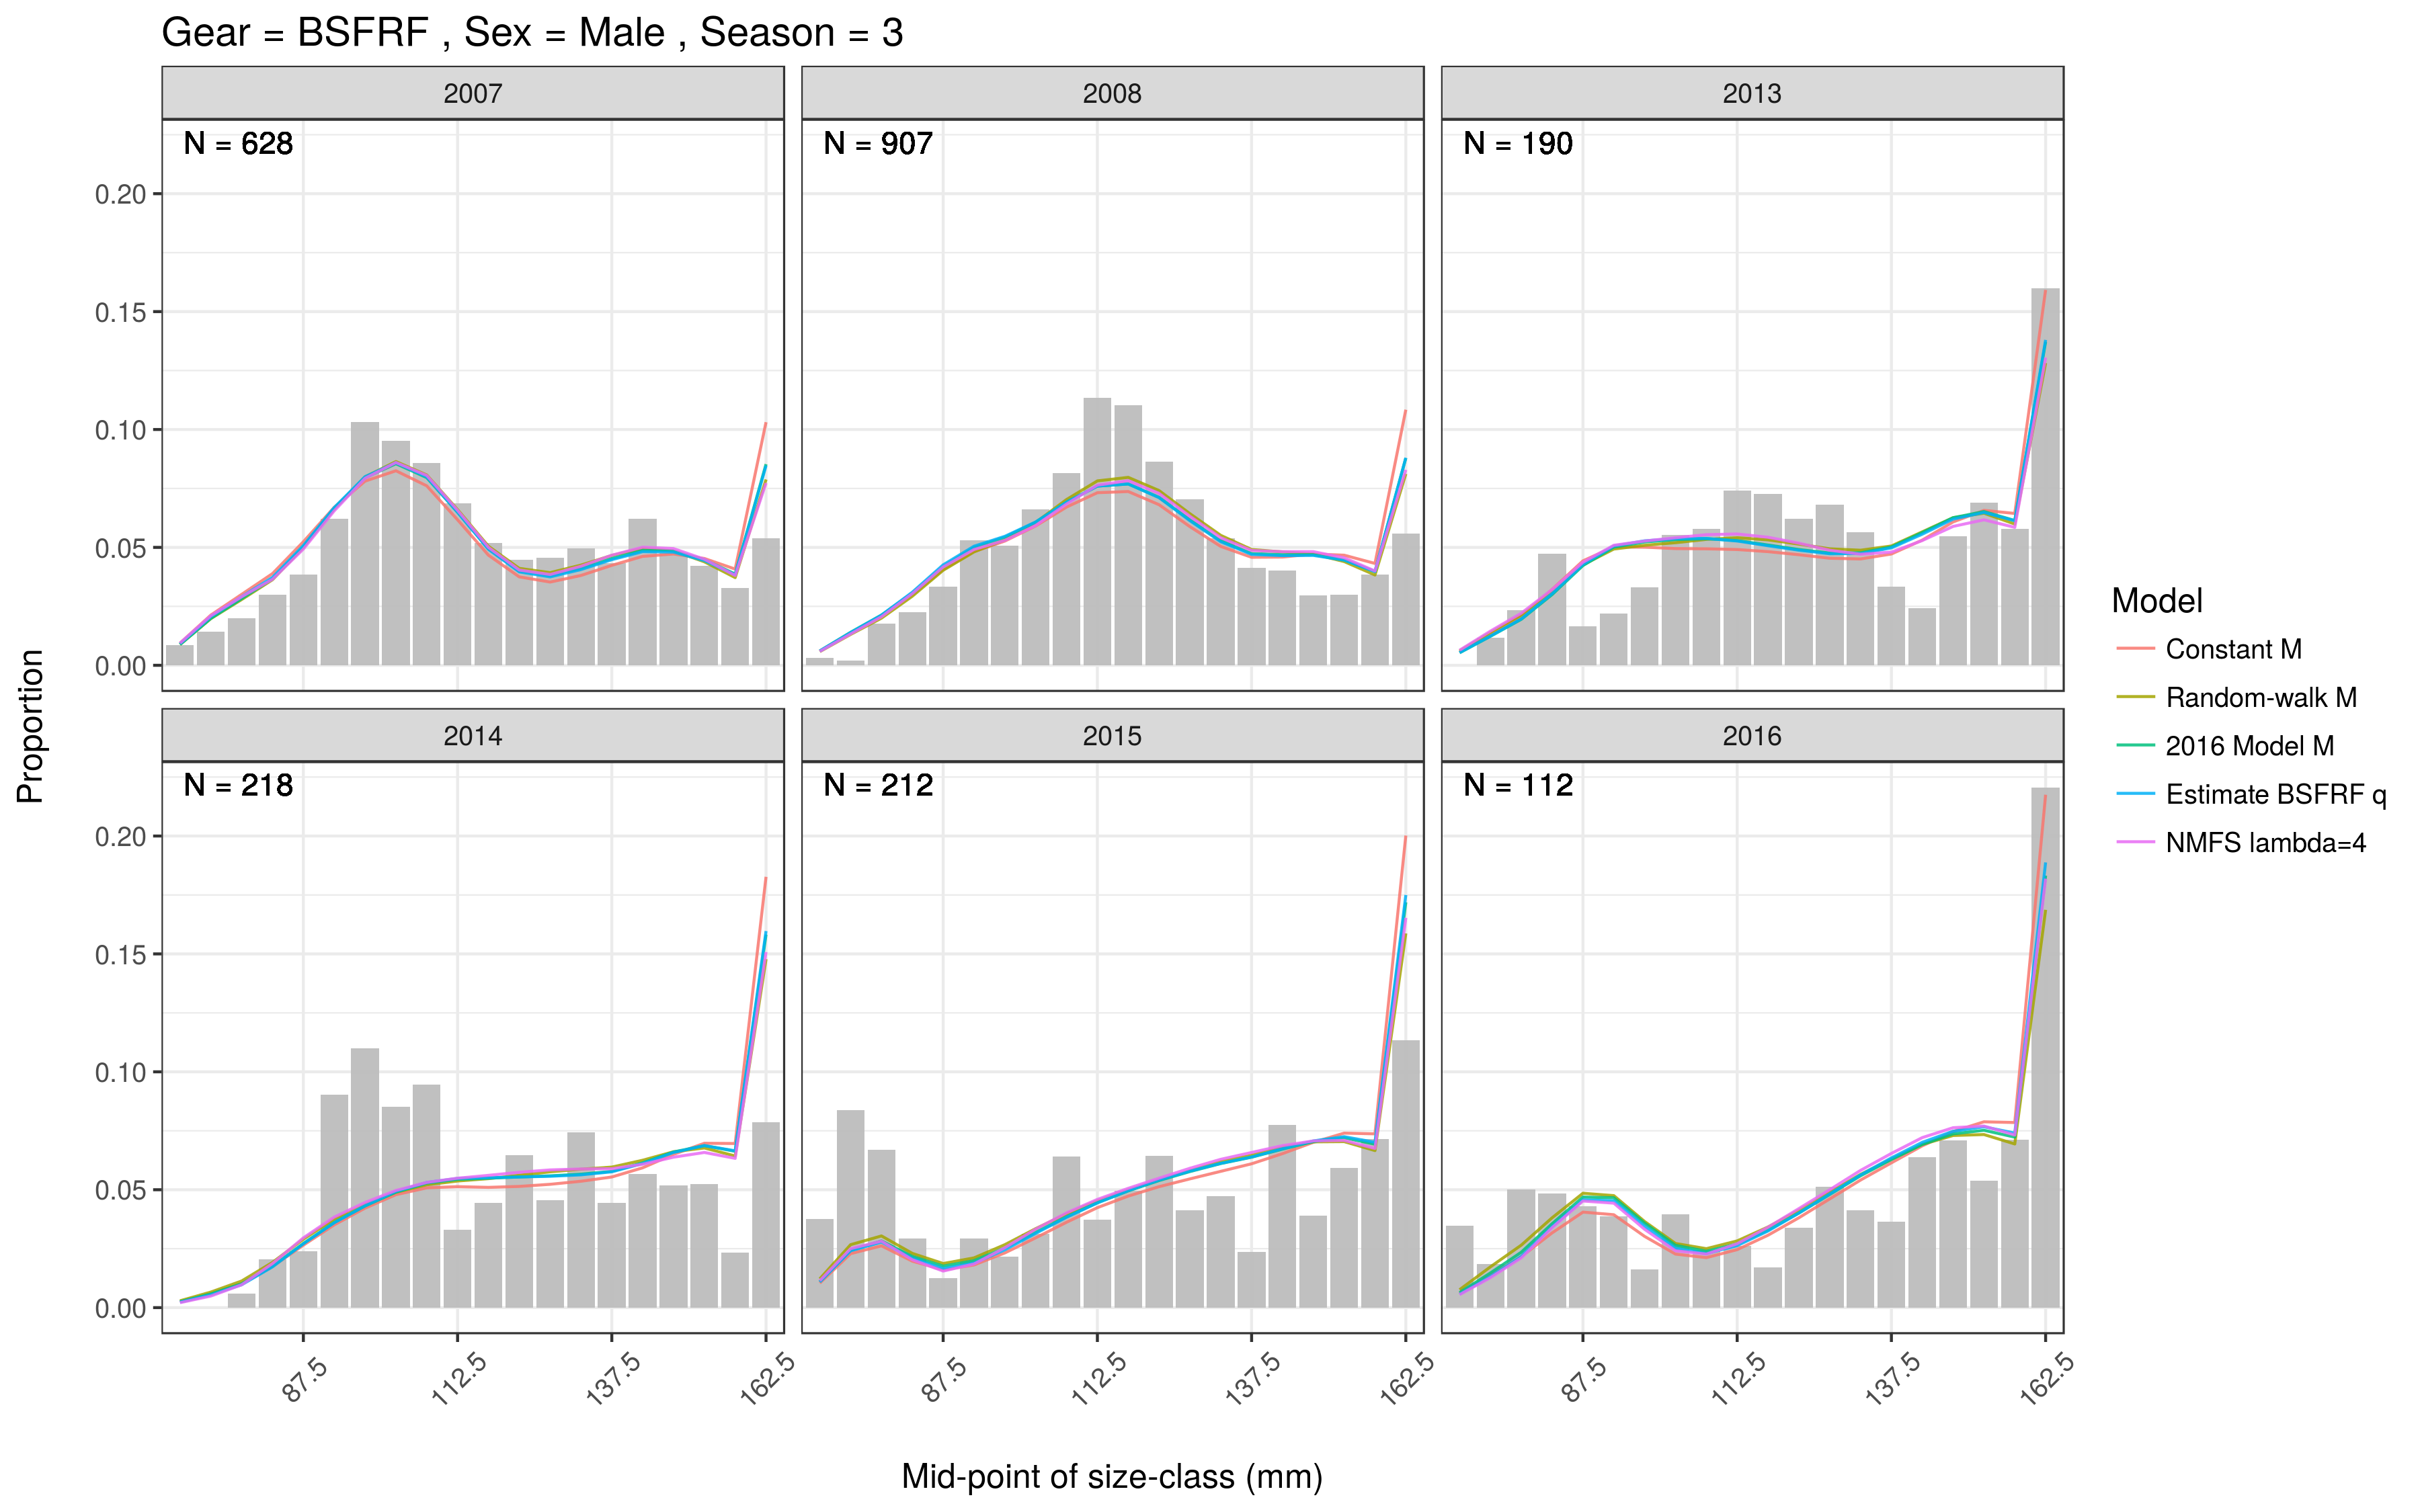 Gear = BSFRF , Sex = Male , Season = 3
2007
2008
2013
N = 628
N = 907
N = 190
0.20
0.15
0.10
0.05
0.00
2014
2015
2016
N = 218
N = 212
N = 112
0.20
0.15
0.10
0.05
0.00
87.5
112.5
137.5
162.5
87.5
112.5
137.5
162.5
87.5
112.5
137.5
162.5
Proportion
Mid-point of size-class (mm)
Model
Constant M
Random-walk M
2016 Model M
Estimate BSFRF q
NMFS lambda=4